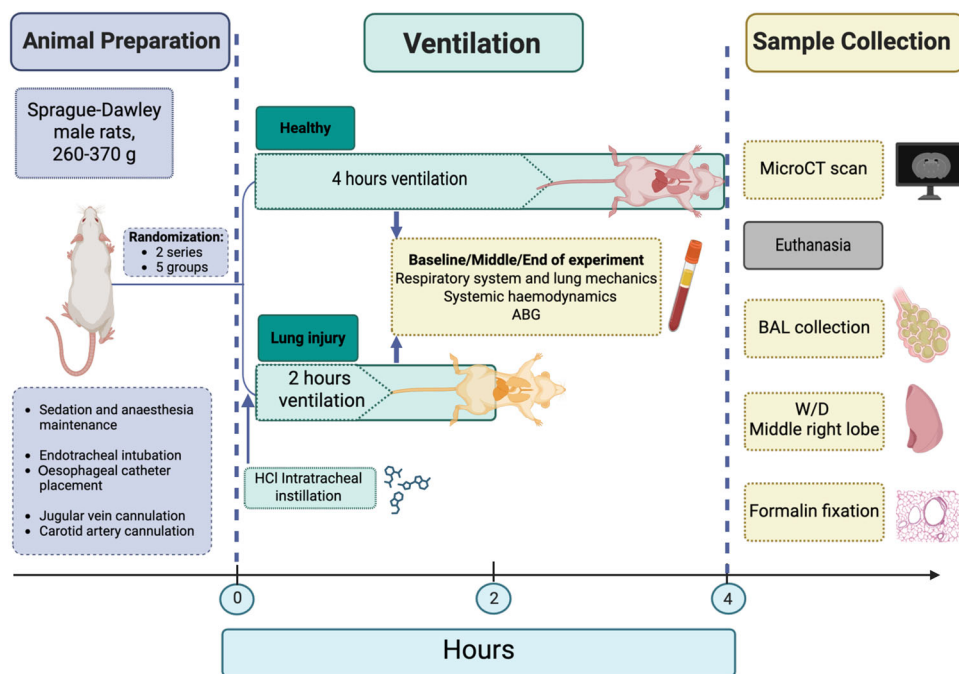 Animal Preparation
Sprague-Dawley
male rats,
260-370 g
Randomization:
• 2 series
• 5 groups
• Sedation and anaesthesia
maintenance
• Endotracheal intubation
• Oesophageal catheter
placement
• Jugular vein cannulation
• Carotid artery cannulation
Ventilation
Healthy
4 hours ventilation
Baseline/Middle/End of experiment
Respiratory system and lung mechanics
Systemic haemodynamics
ABG
Lung injury
2 hours
ventilation
HCl Intratracheal
instillation
Sample Collection
MicroCT scan
Euthanasia
BAL collection
W/D
Middle right lobe
Formalin fixation
0
2
4
Hours